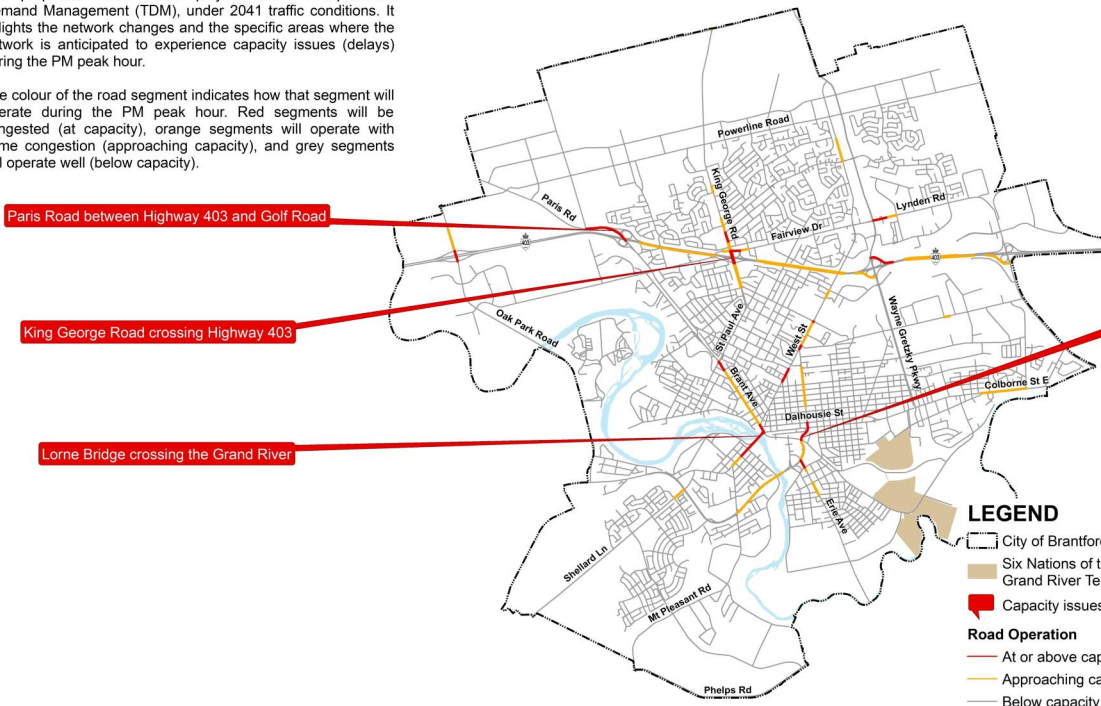 emand Management (TDM), under 2041 traffic conditions. It
lights the network changes and the specific areas where the
twork is anticipated to experience capacity issues (delays)
ring the PM peak hour.
e colour of the road segment indicates how that segment will
erate during the PM peak hour. Red segments will be
ngested (at capacity), orange segments will operate with
me congestion (approaching capacity), and grey segments
l operate well (below capacity).
Powerline Road
King George Rd
Paris Rd
Lynden Rd
Paris Road between Highway 403 and Golf Road
Fairview Dr
403
403
King George Road crossing Highway 403
Oak Park Road
St Paul Ave
West St
Wayne Gretzky Pkwy
Brant Ave
Colborne St E
Dalhousie St
Lorne Bridge crossing the Grand River
Erie Ave
Shellard Ln
Mt Pleasant Rd
Phelps Rd
LEGEND
City of Brantford
Six Nations of t
Grand River Te
Capacity issues
Road Operation
At or above cap
Approaching ca
Below capacity